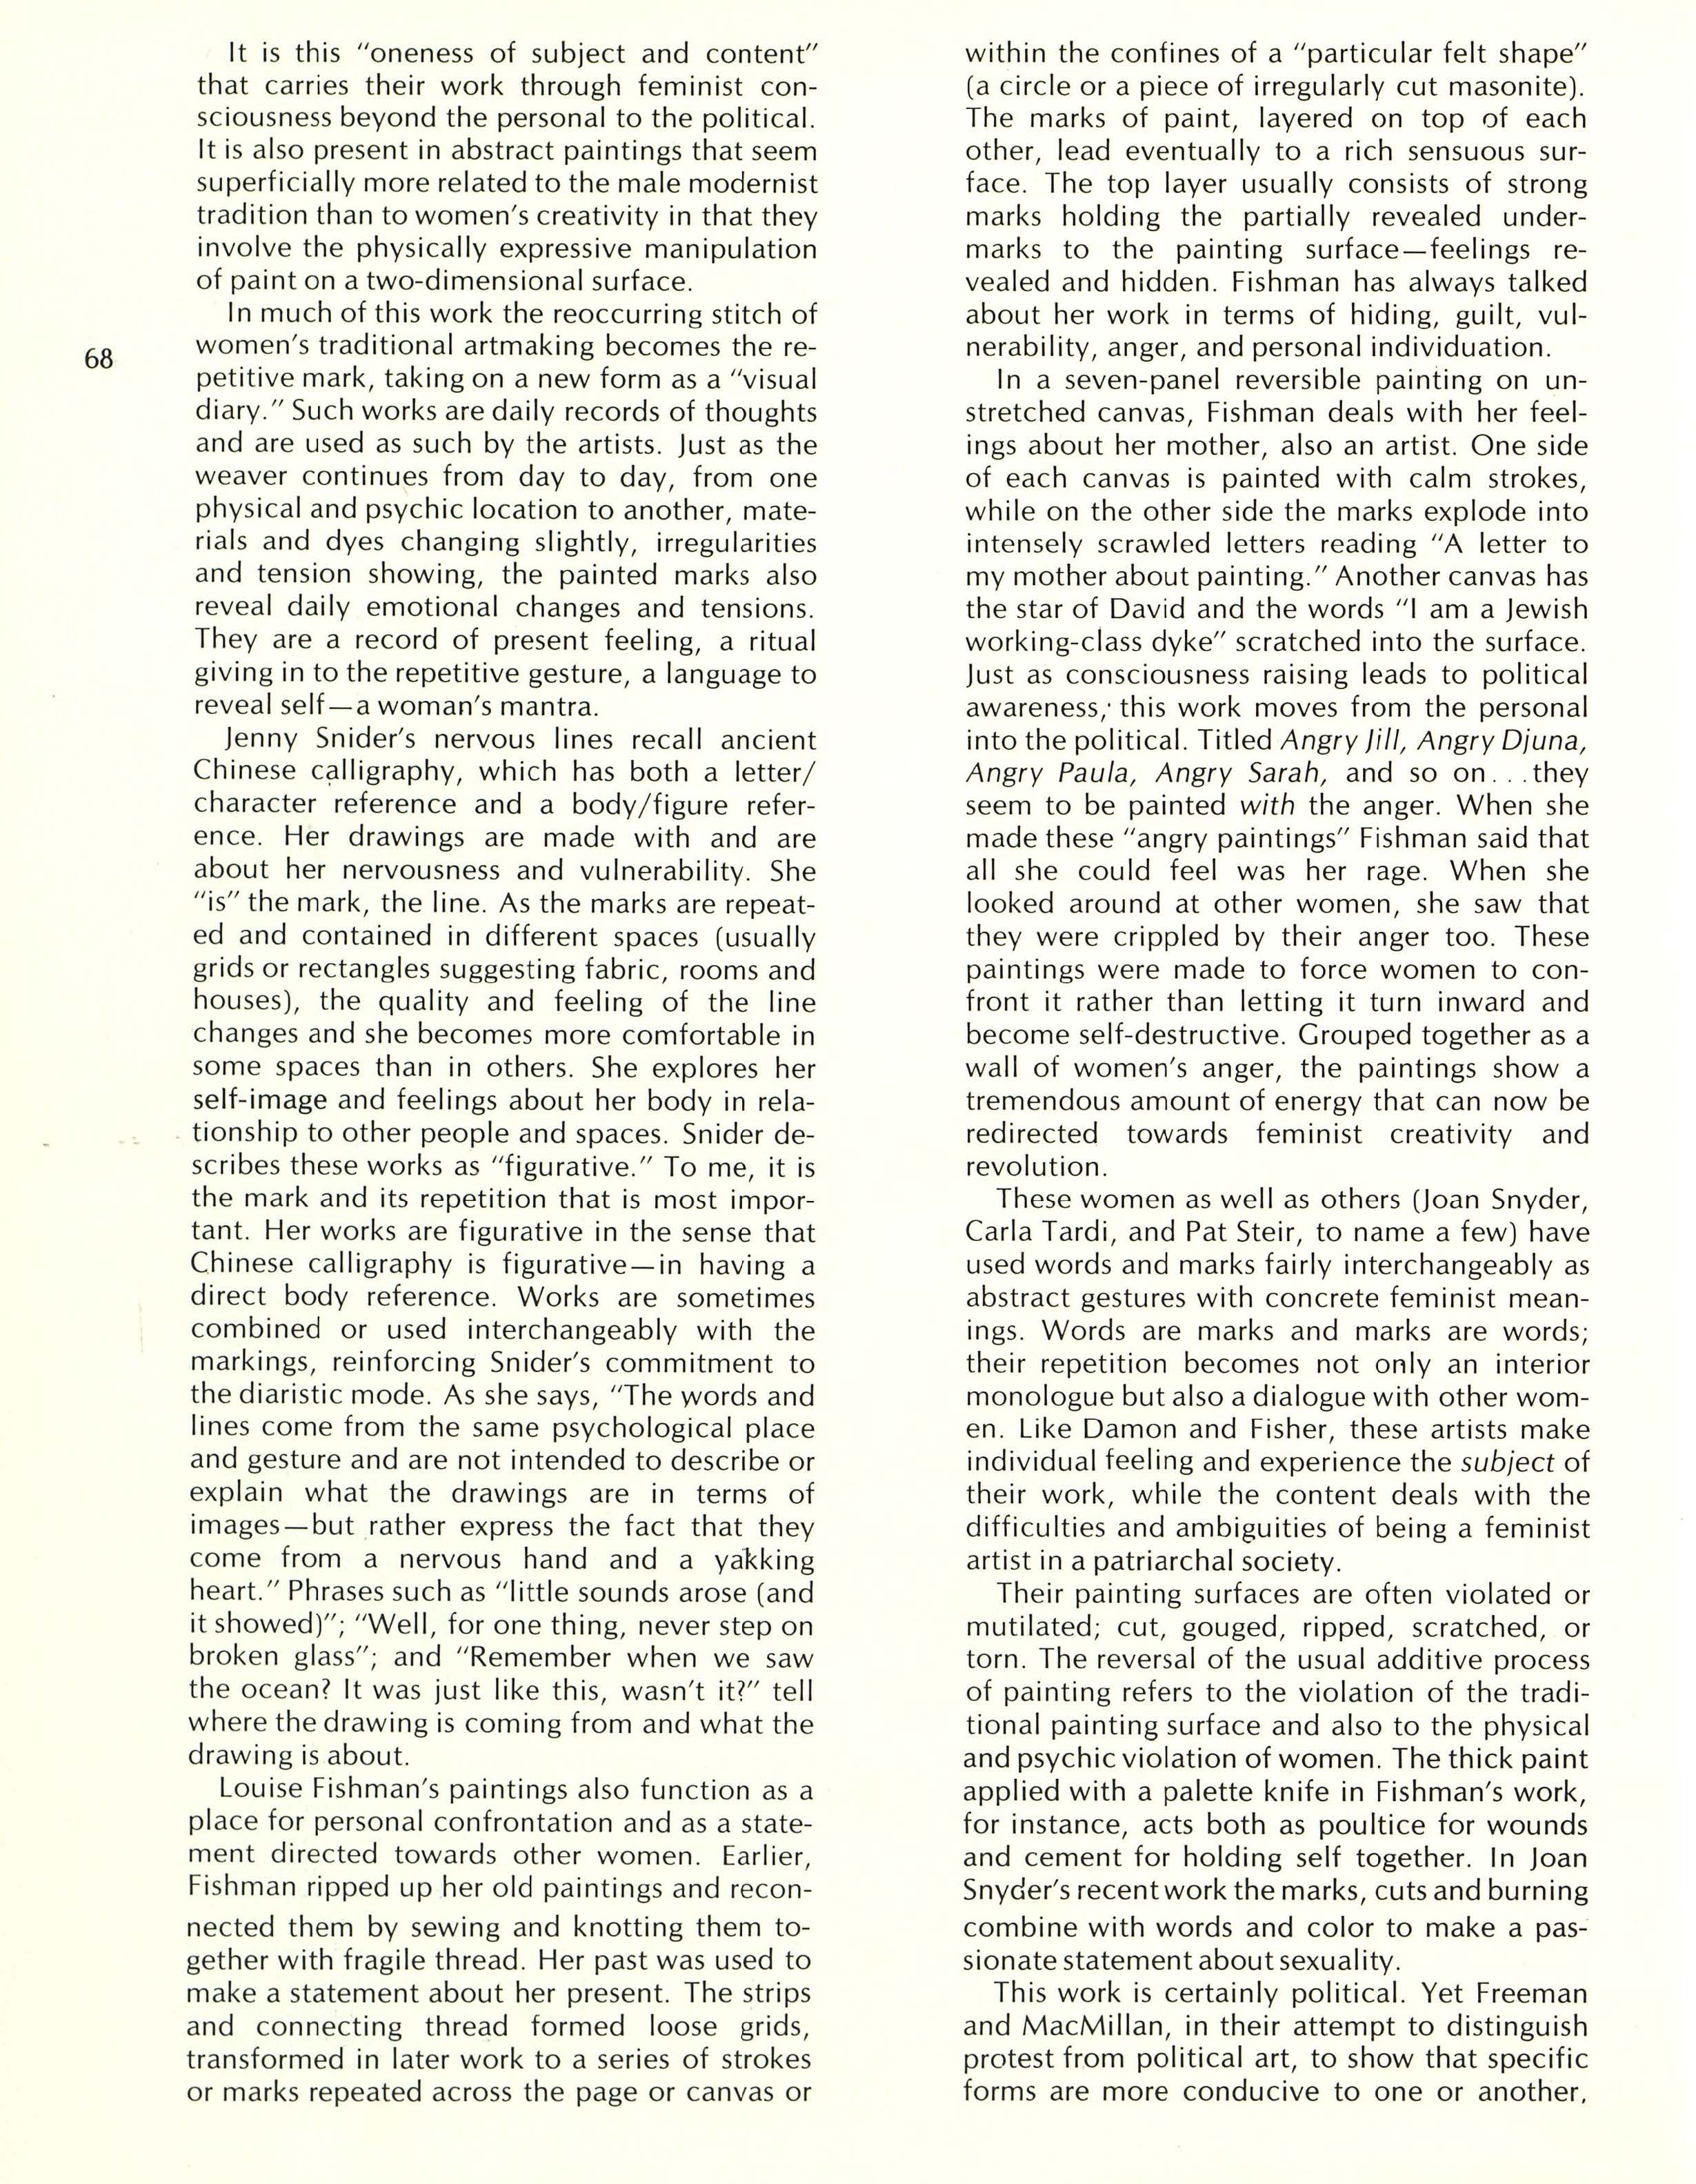 It is this "oneness of subject and content"
that carries their work through feminist con-
sciousness beyond the personal to the political.
It is also present in abstract paintings that seem
superficially more related to the male modernist
tradition than to women's creativity in that they
involve the physically expressive manipulation
of paint on a two-dimensional surface.
In much of this work the reoccurring stitch of
women's traditional artmaking becomes the re-
68
petitive mark, taking on a new form as a "visual
diary." Such works are daily records of thoughts
and are used as such by the artists. Just as the
weaver continues from day to day, from one
physical and psychic location to another, mate-
rials and dyes changing slightly, irregularities
and tension showing, the painted marks also
reveal daily emotional changes and tensions.
They are a record of present feeling, a ritual
giving in to the repetitive gesture, a language to
reveal self—a woman's mantra.
Jenny Snider's nervous lines recall ancient
Chinese calligraphy, which has both a letter/
character reference and a body/figure refer-
ence. Her drawings are made with and are
about her nervousness and vulnerability. She
"is" the mark, the line. As the marks are repeat-
ed and contained in different spaces (usually
grids or rectangles suggesting fabric, rooms and
houses), the quality and feeling of the line
changes and she becomes more comfortable in
some spaces than in others. She explores her
self-image and feelings about her body in rela-
tionship to other people and spaces. Snider de-
scribes these works as "figurative." To me, it is
the mark and its repetition that is most impor-
tant. Her works are figurative in the sense that
Chinese calligraphy is figurative—in having a
direct body reference. Works are sometimes
combined or used interchangeably with the
markings, reinforcing Snider's commitment to
the diaristic mode. As she says, "The words and
lines come from the same psychological place
and gesture and are not intended to describe or
explain what the drawings are in terms of
images—but rather express the fact that they
come from a nervous hand and a yakking
heart." Phrases such as "little sounds arose (and
it showed)"; "Well, for one thing, never step on
broken glass"; and "Remember when we saw
the ocean? It was just like this, wasn't it?" tell
where the drawing is coming from and what the
drawing is about.
Louise Fishman's paintings also function as a
place for personal confrontation and as a state-
ment directed towards other women. Earlier,
Fishman ripped up her old paintings and recon-
nected them by sewing and knotting them to-
gether with fragile thread. Her past was used to
make a statement about her present. The strips
and connecting thread formed loose grids,
transformed in later work to a series of strokes
or marks repeated across the page or canvas or
within the confines of a "particular felt shape"
(a circle or a piece of irregularly cut masonite).
The marks of paint, layered on top of each
other, lead eventually to a rich sensuous sur-
face. The top layer usually consists of strong
marks holding the partially revealed under-
marks to the painting surface—feelings re-
vealed and hidden. Fishman has always talked
about her work in terms of hiding, guilt, vul-
nerability, anger, and personal individuation.
In a seven-panel reversible painting on un-
stretched canvas, Fishman deals with her feel-
ings about her mother, also an artist. One side
of each canvas is painted with calm strokes,
while on the other side the marks explode into
intensely scrawled letters reading "A letter to
my mother about painting." Another canvas has
the star of David and the words "I am a Jewish
working-class dyke" scratched into the surface.
Just as consciousness raising leads to political
awareness, this work moves from the personal
into the political. Titled Angry Jill, Angry Djuna,
Angry Paula, Angry Sarah, and so on...they
seem to be painted with the anger. When she
made these "angry paintings" Fishman said that
all she could feel was her rage. When she
looked around at other women, she saw that
they were crippled by their anger too. These
paintings were made to force women to con-
front it rather than letting it turn inward and
become self-destructive. Grouped together as a
wall of women's anger, the paintings show a
tremendous amount of energy that can now be
redirected towards feminist creativity and
revolution.
These women as well as others (Joan Snyder,
Carla Tardi, and Pat Steir, to name a few) have
used words and marks fairly interchangeably as
abstract gestures with concrete feminist mean-
ings. Words are marks and marks are words;
their repetition becomes not only an interior
monologue but also a dialogue with other wom-
en. Like Damon and Fisher, these artists make
individual feeling and experience the subject of
their work, while the content deals with the
difficulties and ambiguities of being a feminist
artist in a patriarchal society.
Their painting surfaces are often violated or
mutilated; cut, gouged, ripped, scratched, or
torn. The reversal of the usual additive process
of painting refers to the violation of the tradi-
tional painting surface and also to the physical
and psychic violation of women. The thick paint
applied with a palette knife in Fishman's work,
for instance, acts both as poultice for wounds
and cement for holding self together. In Joan
Snyder's recent work the marks, cuts and burning
combine with words and color to make a pas-
sionate statement about sexuality.
This work is certainly political. Yet Freeman
and MacMillan, in their attempt to distinguish
protest from political art, to show that specific
forms are more conducive to one or another,